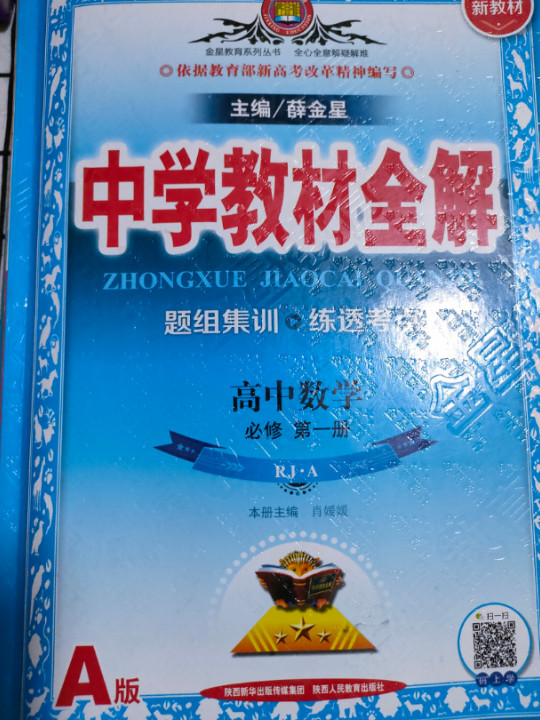 新教材
金星教育系列丛书 全心全意解疑解难
依据教育部新高考改革精神编写
主编/薛金星
中学教材全解
ZHONGXUE JIAOCAI
题组集训 练透考
高中数学
必修 第一册
RJ·A
本册主编 肖媛媛
扫一扫
码上学
A版
陕西新华出版传媒集团 陕西人民教育出版社